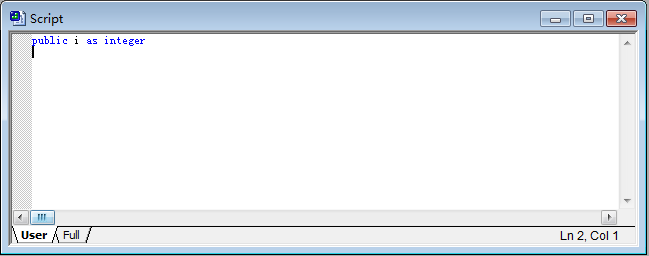 Script
public i as integer
User Full Ln 2, Col 1